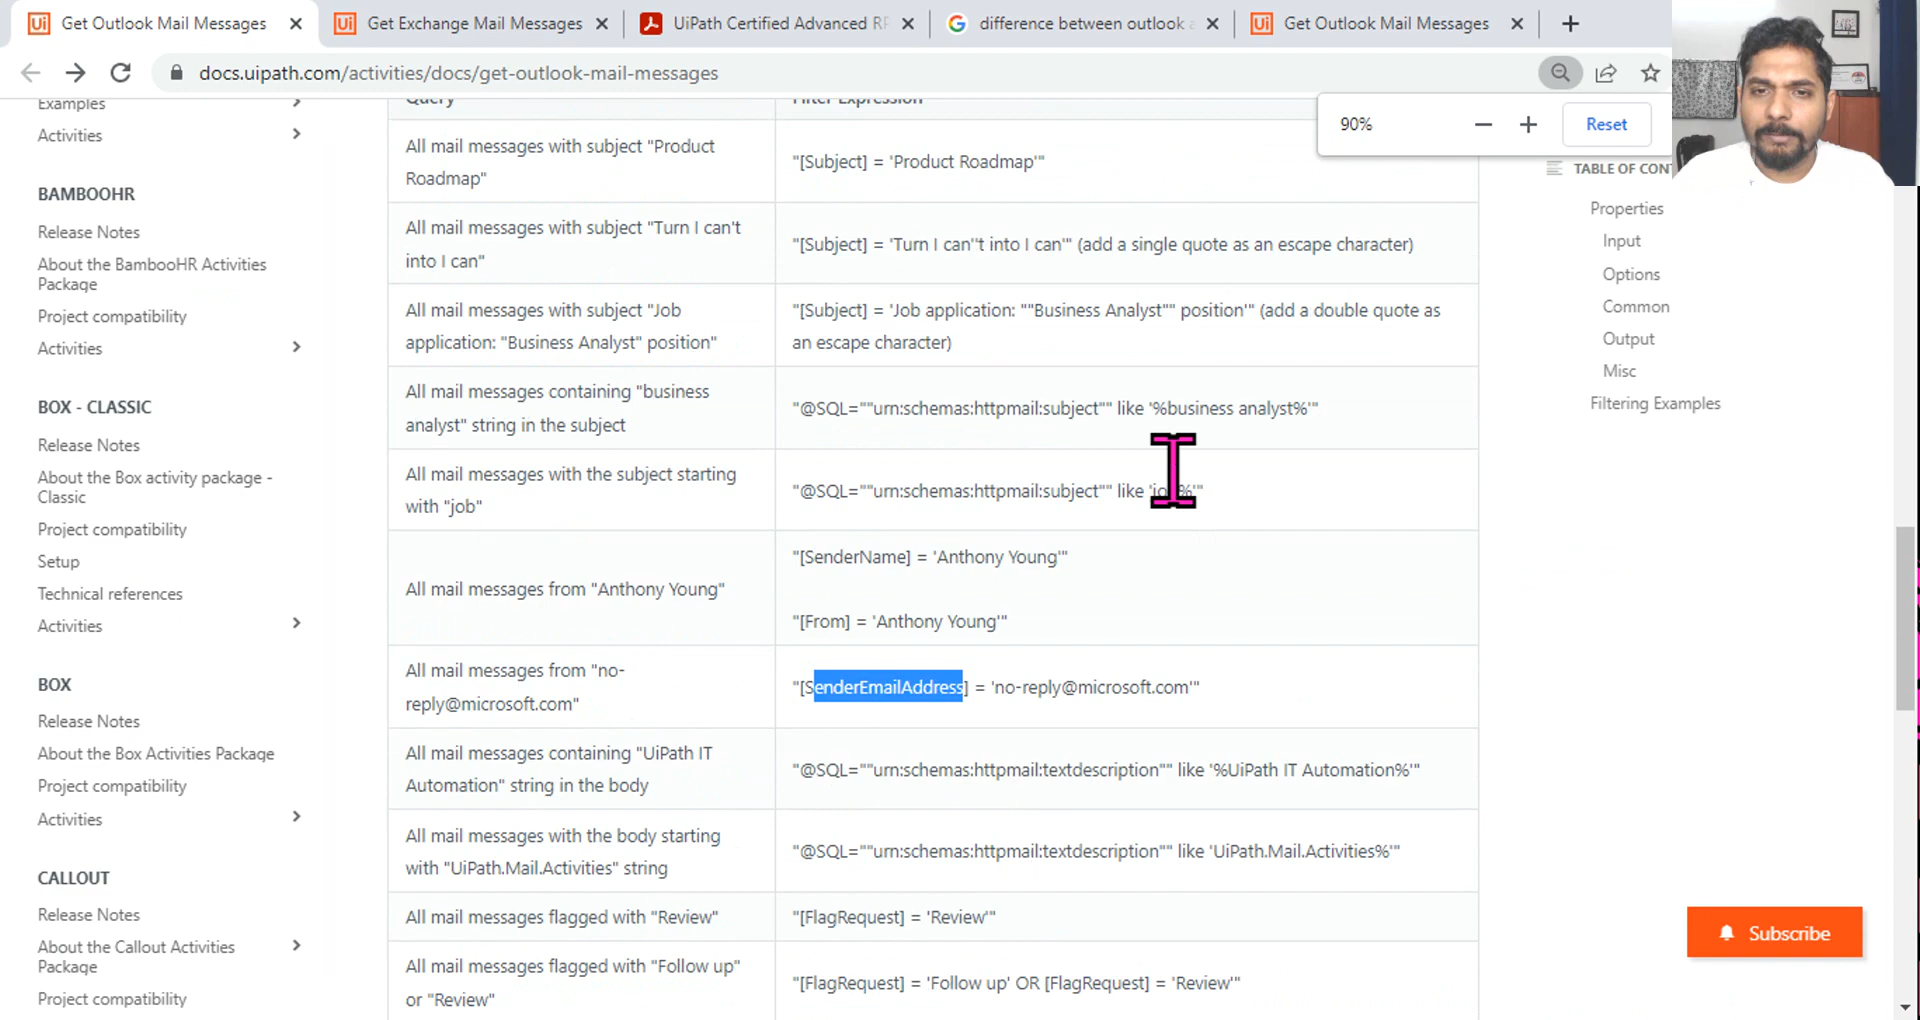 Get Outlook Mail Messages
Get Exchange Mail Messages
UiPath Certified Advanced RP
difference between outlook a
Get Outlook Mail Messages
docs.uipath.com/activities/docs/get-outlook-mail-messages
90%
Reset
Examples
Activities
BAMBOOHR
Release Notes
About the BambooHR Activities
Package
Project compatibility
Activities
BOX - CLASSIC
Release Notes
About the Box activity package -
Classic
Project compatibility
Setup
Technical references
Activities
BOX
Release Notes
About the Box Activities Package
Project compatibility
Activities
CALLOUT
Release Notes
About the Callout Activities
Package
Project compatibility
Query
Filter Expression
All mail messages with subject "Product
Roadmap"
"[Subject] = 'Product Roadmap'"
All mail messages with subject "Turn I can't
into I can"
"[Subject] = 'Turn I can''t into I can'" (add a single quote as an escape character)
All mail messages with subject "Job
application: "Business Analyst" position"
"[Subject] = 'Job application: ""Business Analyst"" position'" (add a double quote as
an escape character)
All mail messages containing "business
analyst" string in the subject
"@SQL=""urn:schemas:httpmail:subject"" like '%business analyst%'"
All mail messages with the subject starting
with "job"
"@SQL=""urn:schemas:httpmail:subject"" like 'job%'"
All mail messages from "Anthony Young"
"[SenderName] = 'Anthony Young'"
"[From] = 'Anthony Young'"
All mail messages from "no-
reply@microsoft.com"
"[SenderEmailAddress] = 'no-reply@microsoft.com'"
All mail messages containing "UiPath IT
Automation" string in the body
"@SQL=""urn:schemas:httpmail:textdescription"" like '%UiPath IT Automation%'"
All mail messages with the body starting
with "UiPath.Mail.Activities" string
"@SQL=""urn:schemas:httpmail:textdescription"" like 'UiPath.Mail.Activities%'"
All mail messages flagged with "Review"
"[FlagRequest] = 'Review'"
All mail messages flagged with "Follow up"
or "Review"
"[FlagRequest] = 'Follow up' OR [FlagRequest] = 'Review'"
TABLE OF CONT
Properties
Input
Options
Common
Output
Misc
Filtering Examples
Subscribe